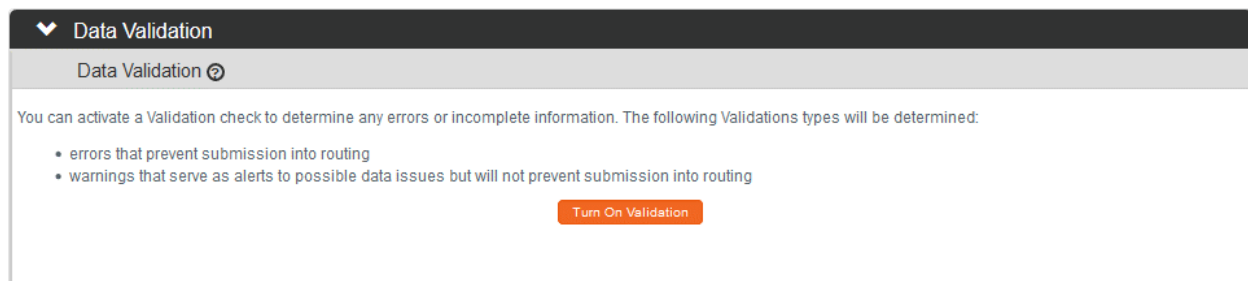 Data Validation
Data Validation
You can activate a Validation check to determine any errors or incomplete information. The following Validations types will be determined:
• errors that prevent submission into routing
• warnings that serve as alerts to possible data issues but will not prevent submission into routing
Turn On Validation